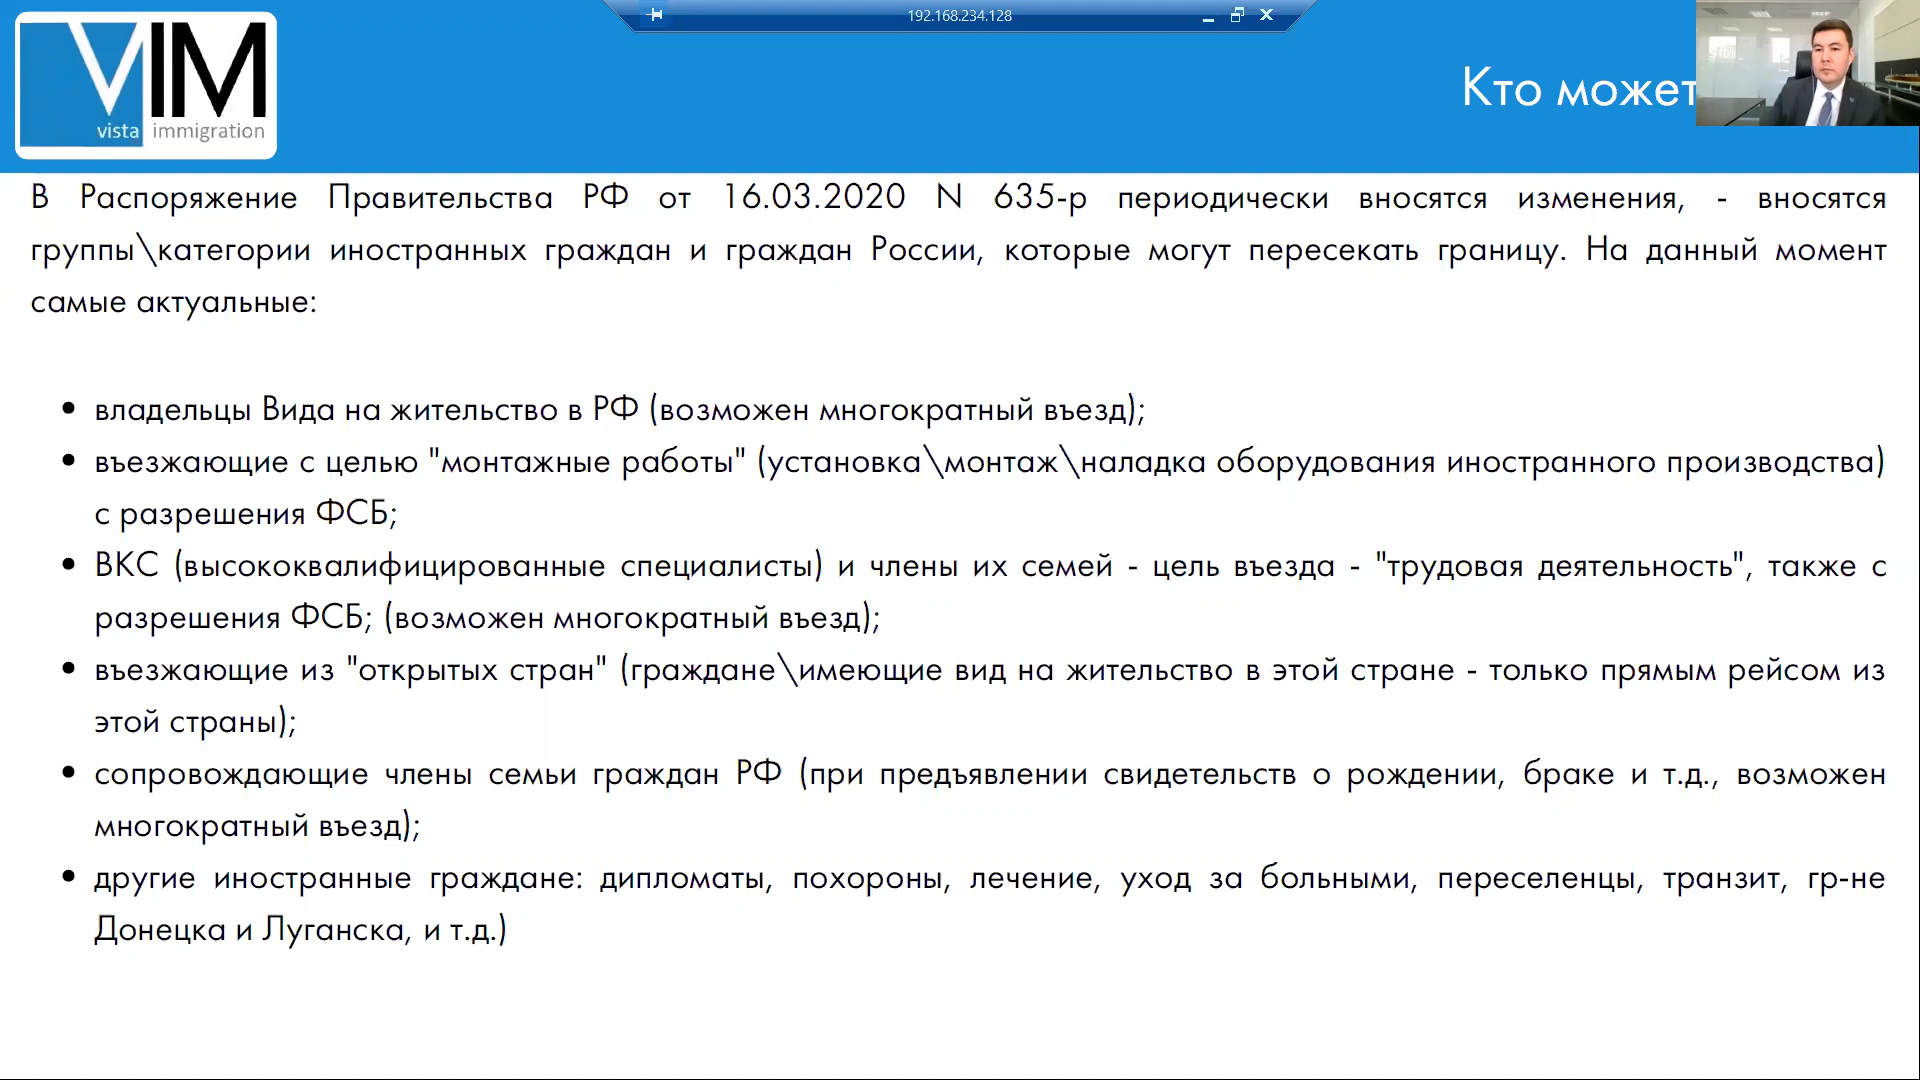 192.168.234.128
VIM
vista immigration
Кто может
В Распоряжение Правительства РФ от 16.03.2020 N 635-р периодически вносятся изменения, - вносятся
группы\категории иностранных граждан и граждан России, которые могут пересекать границу. На данный момент
самые актуальные:
• владельцы Вида на жительство в РФ (возможен многократный въезд);
• въезжающие с целью "монтажные работы" (установка\монтаж\наладка оборудования иностранного производства)
с разрешения ФСБ;
• ВКС (высококвалифицированные специалисты) и члены их семей - цель въезда - "трудовая деятельность", также с
разрешения ФСБ; (возможен многократный въезд);
• въезжающие из "открытых стран" (граждане\имеющие вид на жительство в этой стране - только прямым рейсом из
этой страны);
• сопровождающие члены семьи граждан РФ (при предъявлении свидетельств о рождении, браке и т.д., возможен
многократный въезд);
• другие иностранные граждане: дипломаты, похороны, лечение, уход за больными, переселенцы, транзит, гр-не
Донецка и Луганска, и т.д.)